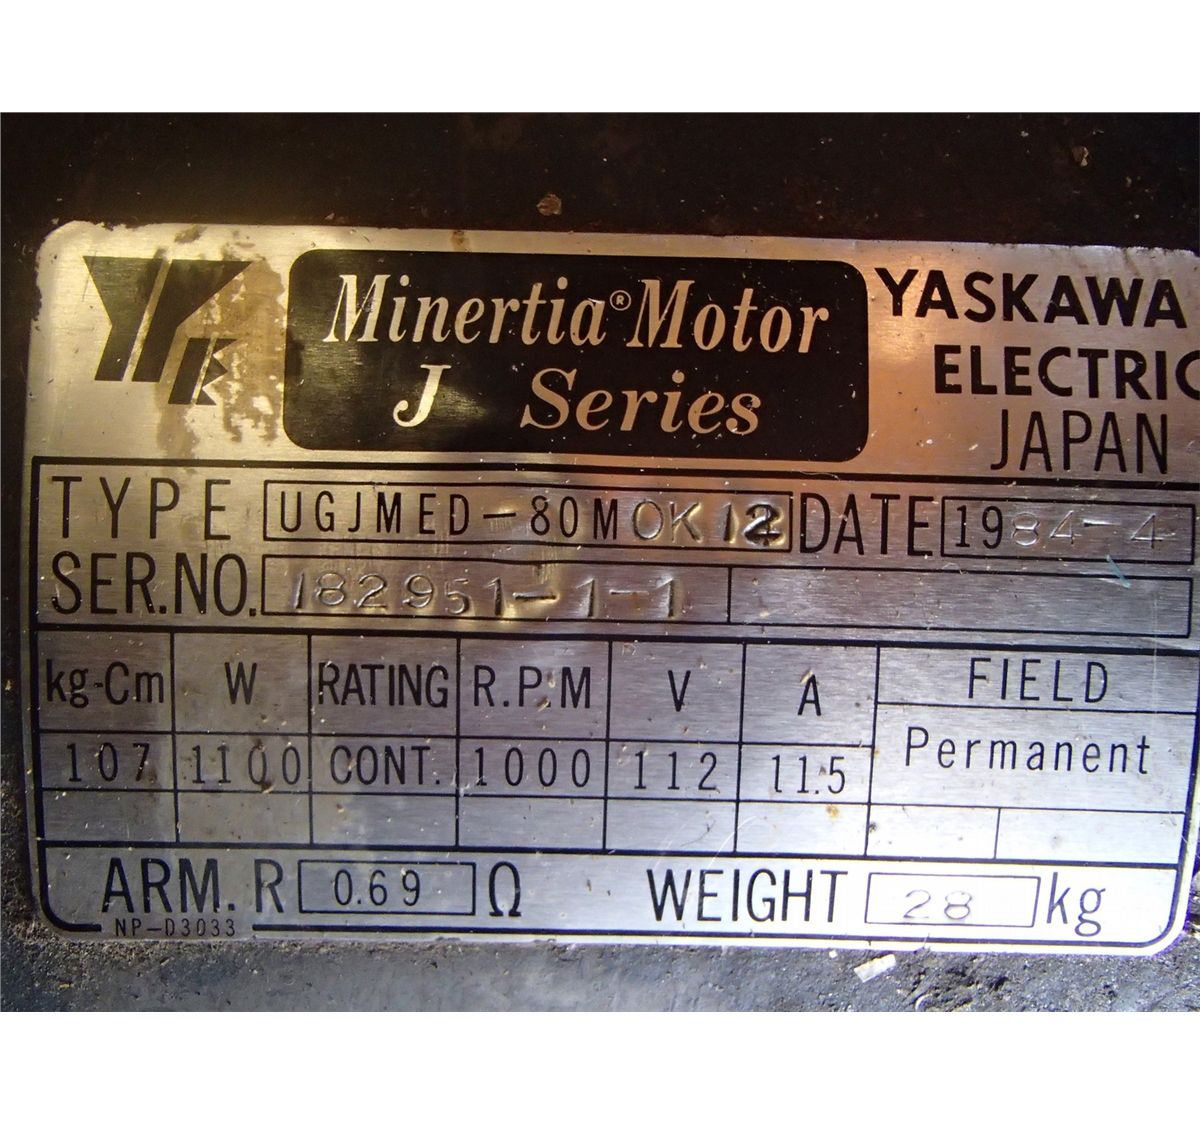 Minertia® Motor
J Series
YASKAWA
ELECTRIC
JAPAN
TYPE UGJMED-80MOK12 DATE 1984-4
SER.NO. 182951-1-1
kg-Cm W RATING R.P.M V A FIELD
107 1100 CONT. 1000 112 11.5 Permanent
ARM. R 0.69 Ω WEIGHT 28 kg
NP-D3033